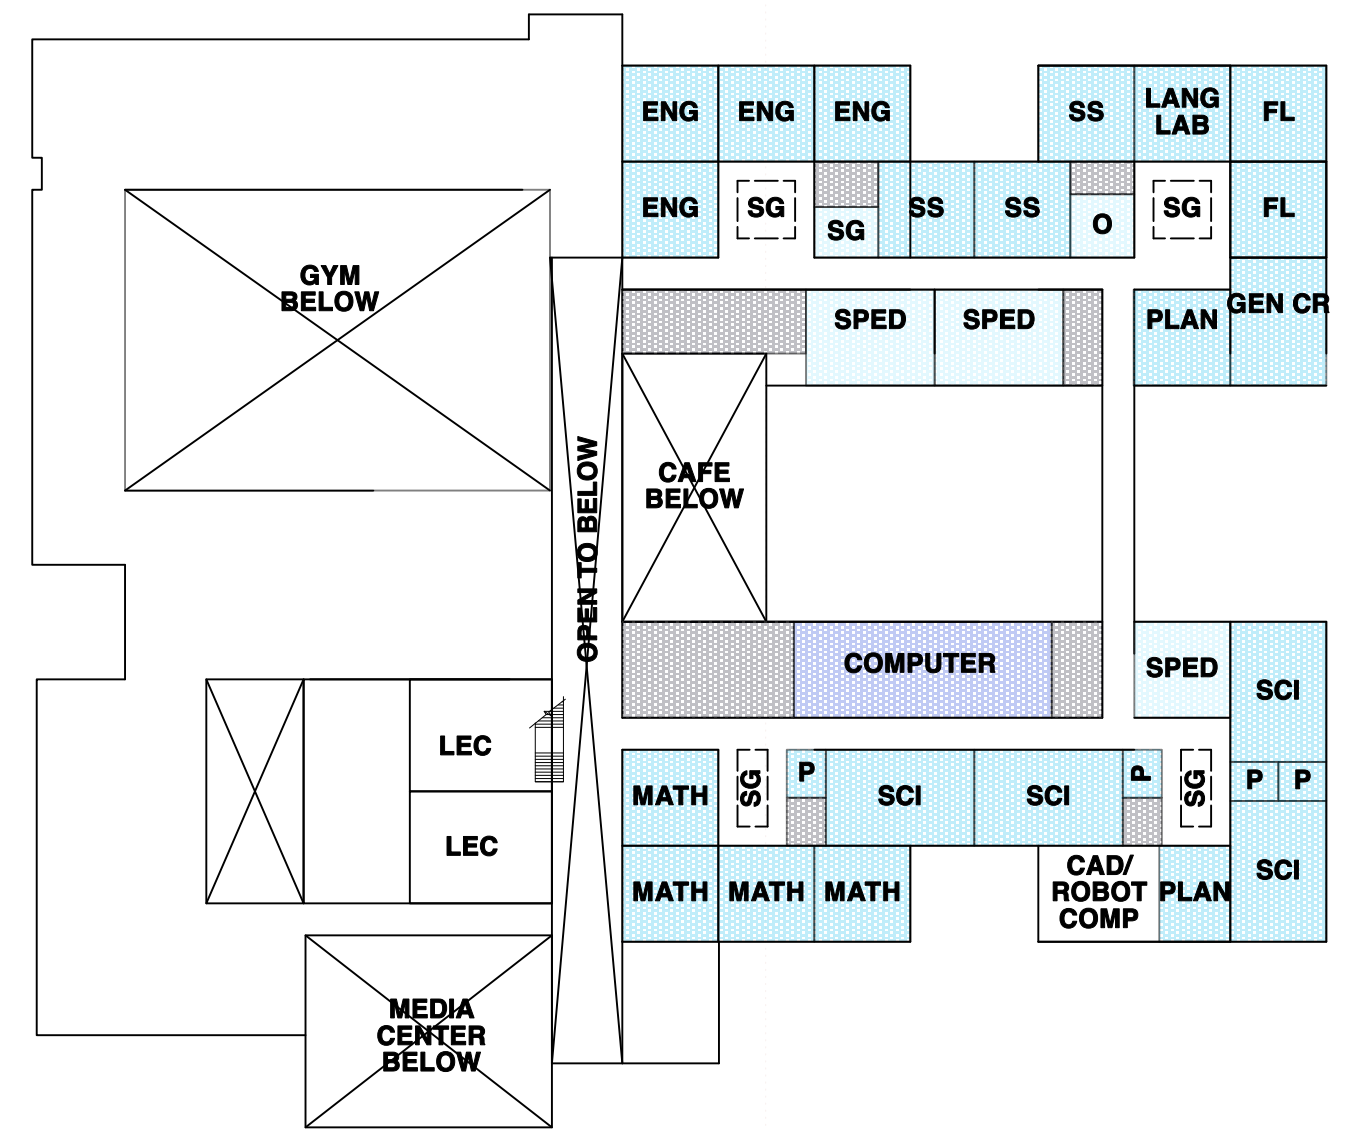 ENG
ENG
ENG
SS
LANG
LAB
FL
ENG
SG
SG
SS
SS
O
SG
FL
GYM
BELOW
SPED
SPED
PLAN
GEN CR
OPEN TO BELOW
CAFE
BELOW
COMPUTER
SPED
SCI
LEC
LEC
MATH
SG
P
SCI
SCI
P
SG
P
P
MATH
MATH
MATH
CAD/
ROBOT
COMP
PLAN
SCI
MEDIA
CENTER
BELOW